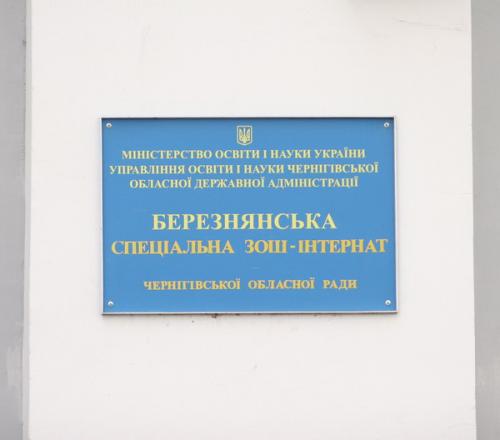 МІНІСТЕРСТВО ОСВІТИ І НАУКИ УКРАЇНИ
УПРАВЛІННЯ ОСВІТИ І НАУКИ ЧЕРНІГІВСЬКОЇ
ОБЛАСНОЇ ДЕРЖАВНОЇ АДМІНІСТРАЦІЇ
БЕРЕЗНЯНСЬКА
СПЕЦІАЛЬНА ЗОШ-ІНТЕРНАТ
ЧЕРНІГІВСЬКОЇ ОБЛАСНОЇ РАДИ